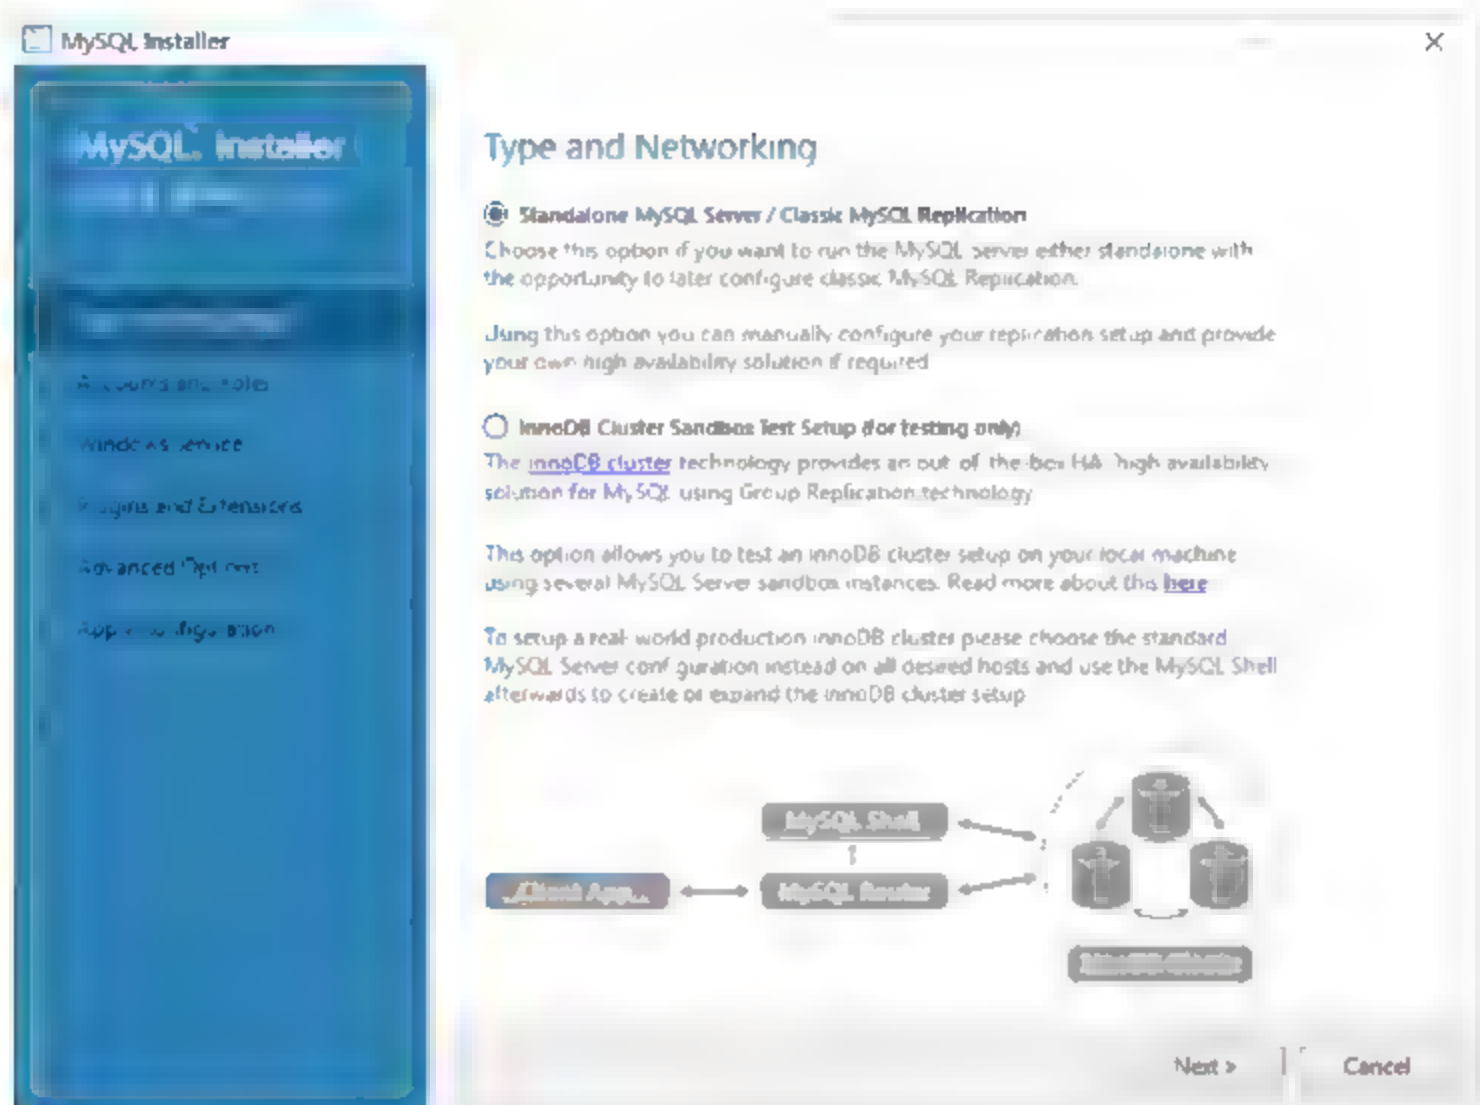 MySQL Installer
MySQL. Installer
Accounts and Roles
Windows Service
Plugins and Extensions
Advanced Options
Apply Configuration
Type and Networking
Standalone MySQL Server / Classic MySQL Replication
Choose this option if you want to run the MySQL server either standalone with
the opportunity to later configure classic MySQL Replication.
Using this option you can manually configure your replication setup and provide
your own high availability solution if required
InnoDB Cluster Sandbox Test Setup (for testing only)
The InnoDB cluster technology provides an out of the box HA high availability
solution for MySQL using Group Replication technology
This option allows you to test an InnoDB cluster setup on your local machine
using several MySQL Server sandbox instances. Read more about this here
To setup a real-world production InnoDB cluster please choose the standard
MySQL Server configuration instead on all desired hosts and use the MySQL Shell
afterwards to create or expand the InnoDB cluster setup
MySQL Shell
Client App
MySQL Router
InnoDB Cluster
Next >
Cancel